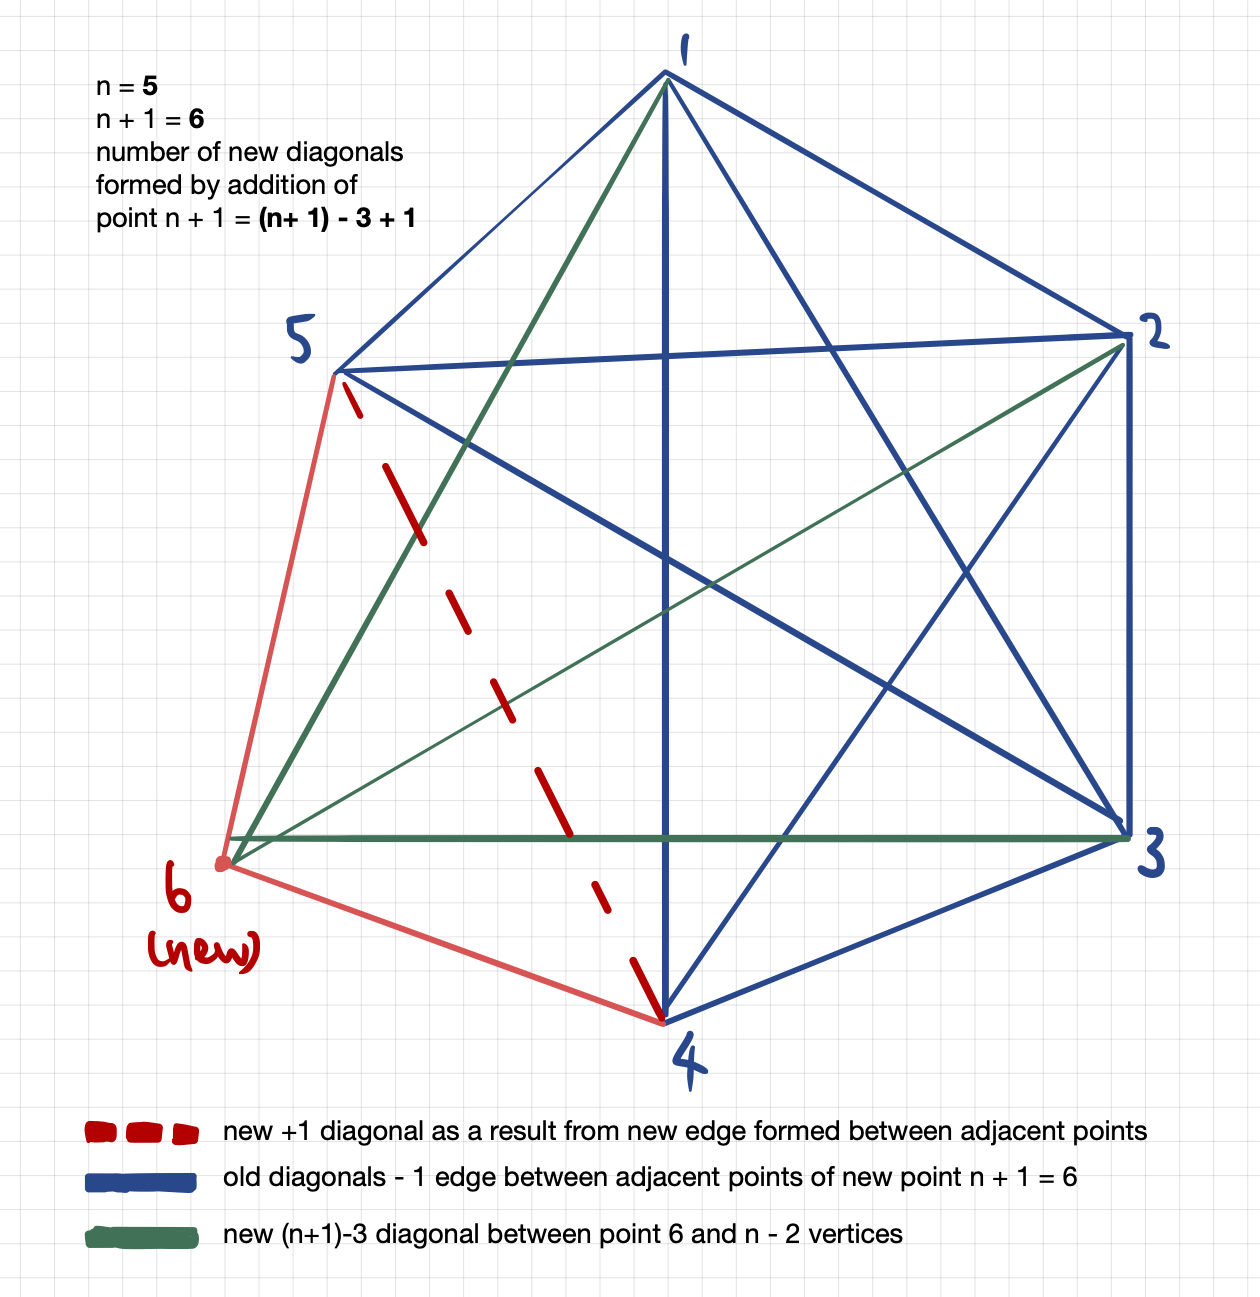 n = 5
n + 1 = 6
number of new diagonals
formed by addition of
point n + 1 = (n+ 1) - 3 + 1
1
5
2
3
6
(new)
4
new +1 diagonal as a result from new edge formed between adjacent points
old diagonals - 1 edge between adjacent points of new point n + 1 = 6
new (n+1)-3 diagonal between point 6 and n - 2 vertices